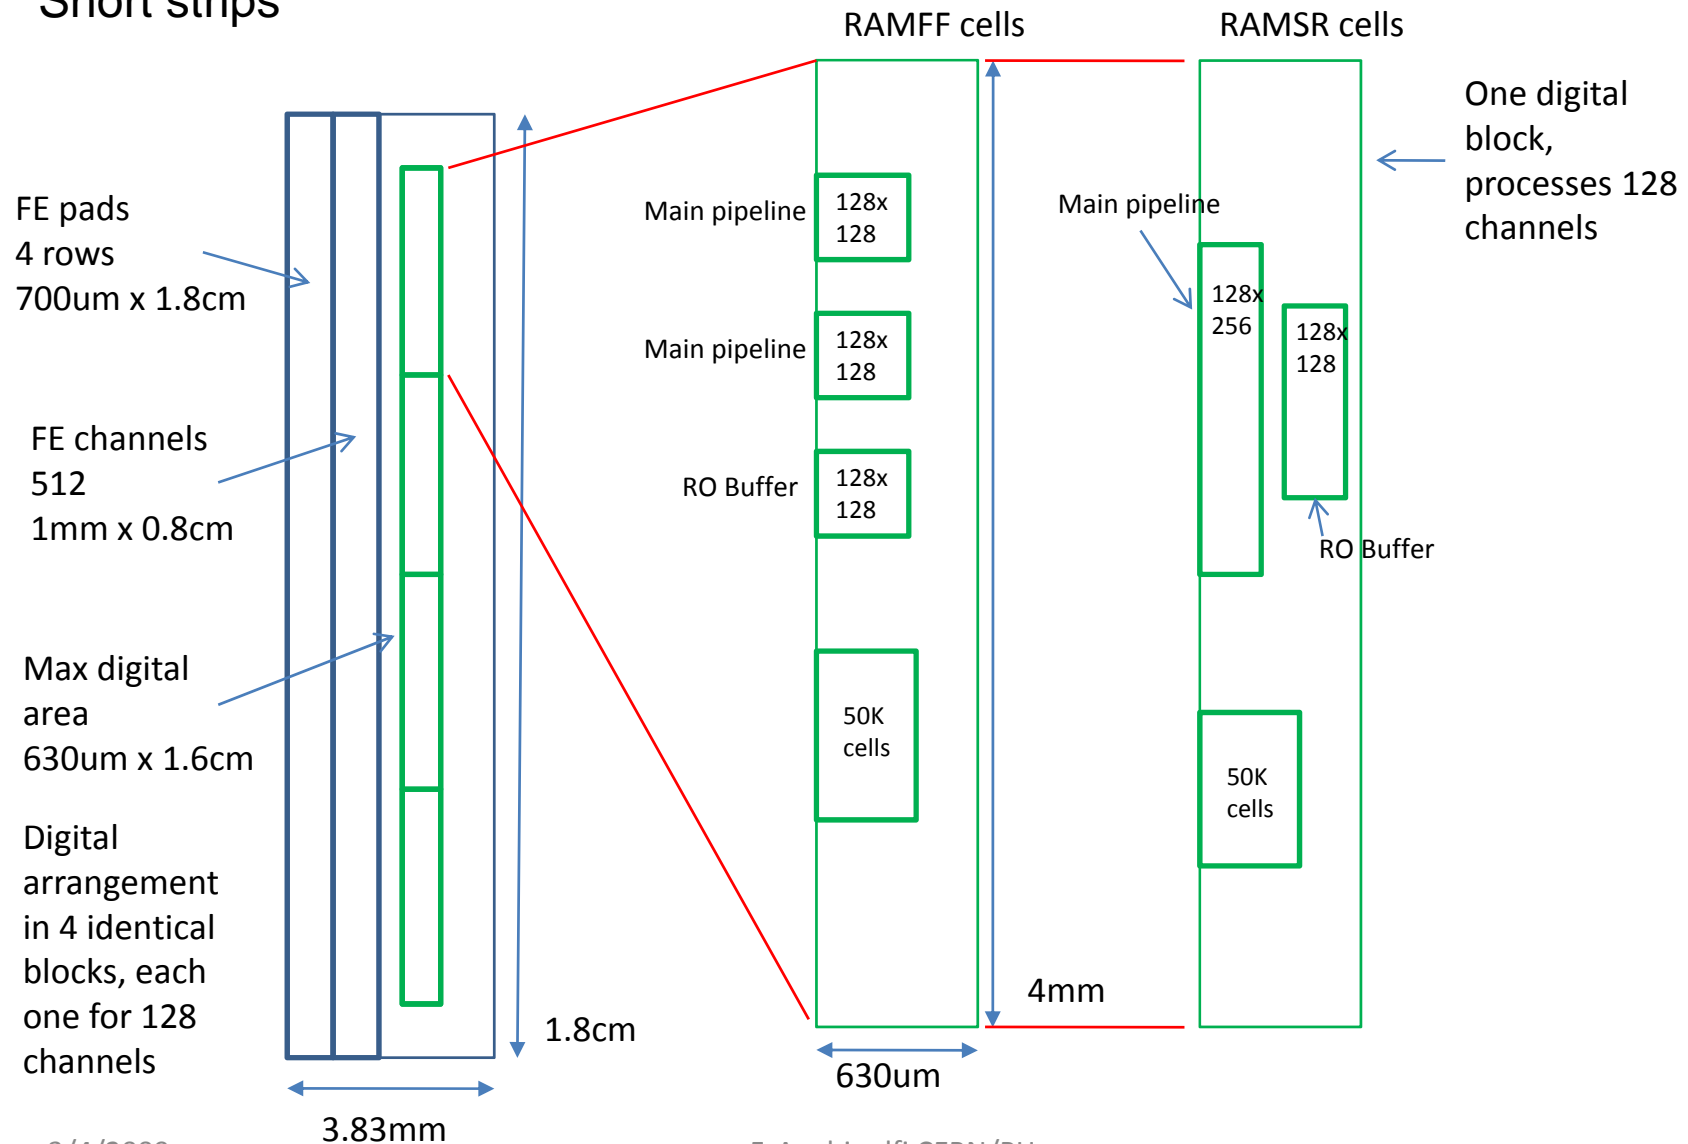 Short strips
RAMFF cells
RAMSR cells
One digital
block,
processes 128
channels
FE pads
4 rows
700um x 1.8cm
FE channels
512
1mm x 0.8cm
Max digital
area
630um x 1.6cm
Digital
arrangement
in 4 identical
blocks, each
one for 128
channels
1.8cm
3.83mm
Main pipeline
128x
128
Main pipeline
128x
128
RO Buffer
128x
128
50K
cells
630um
4mm
Main pipeline
128x
256
128x
128
RO Buffer
50K
cells